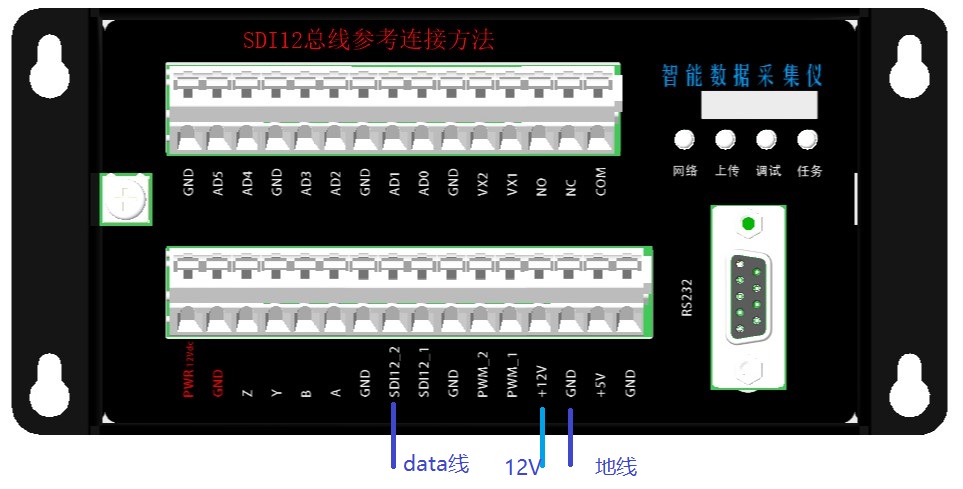 SDI12总线参考连接方法
智能数据采集仪
网络 上传 调试 任务
GND AD5 AD4 GND AD3 AD2 GND AD1 AD0 GND VX2 VX1 NO NC COM
RS232
PWR 12Vdc GND Z Y B A GND SDI12_2 SDI12_1 GND PWM_2 PWM_1 +12V GND +5V GND
data线 12V 地线